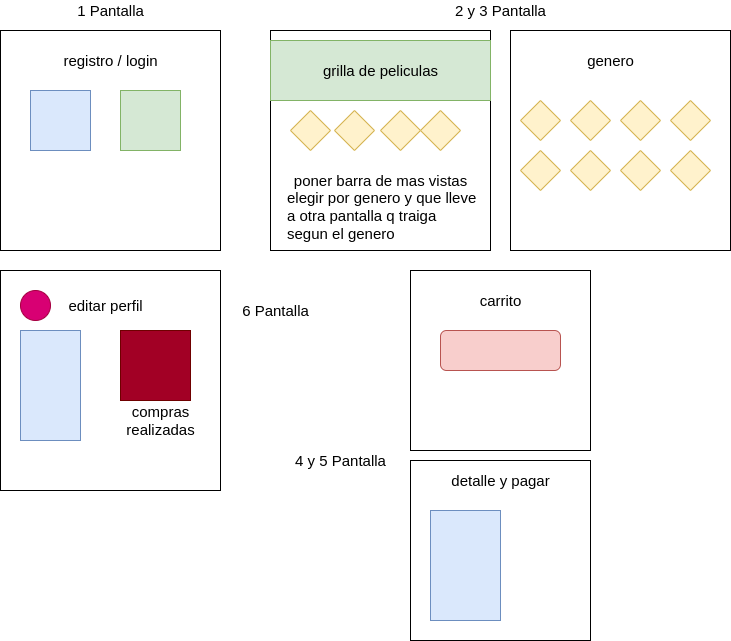 1 Pantalla
2 y 3 Pantalla
registro / login
grilla de peliculas
genero
poner barra de mas vistas
elegir por genero y que lleve
a otra pantalla q traiga
segun el genero
editar perfil
6 Pantalla
carrito
compras
realizadas
4 y 5 Pantalla
detalle y pagar